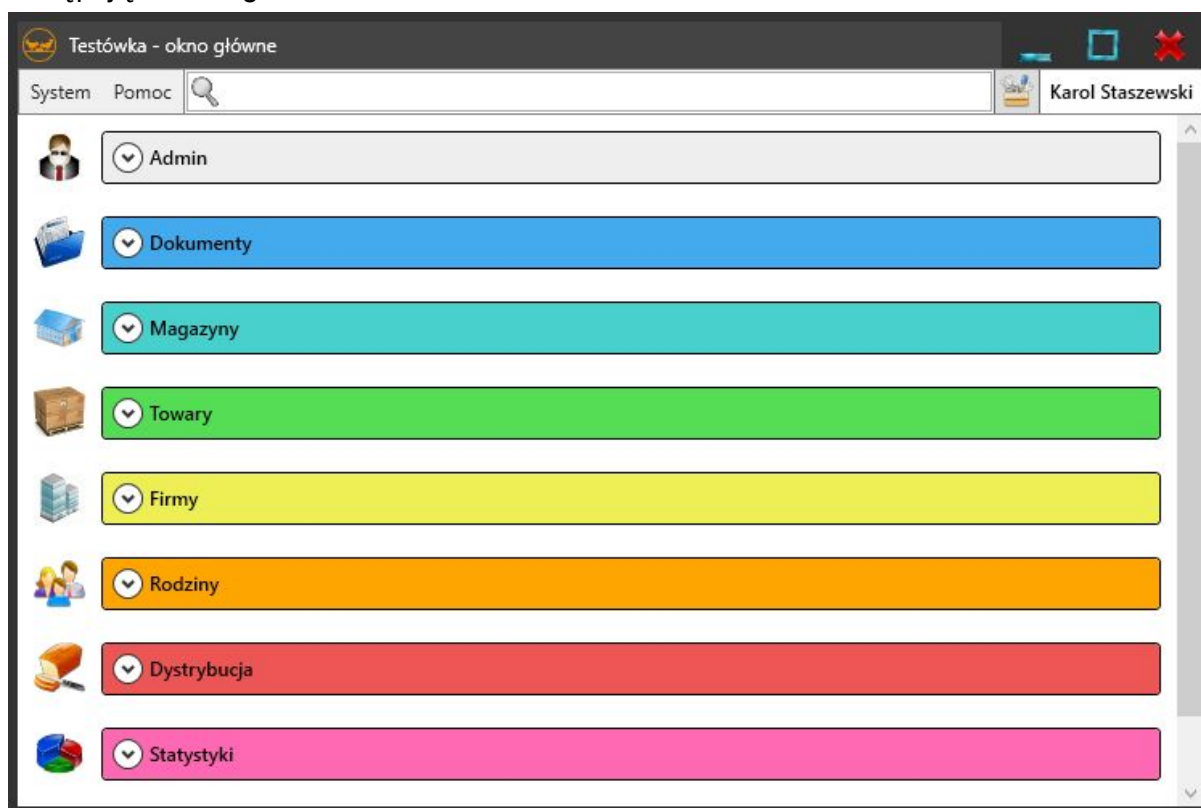 Testówka - okno główne
System Pomoc Karol Staszewski
Admin
Dokumenty
Magazyny
Towary
Firmy
Rodziny
Dystrybucja
Statystyki